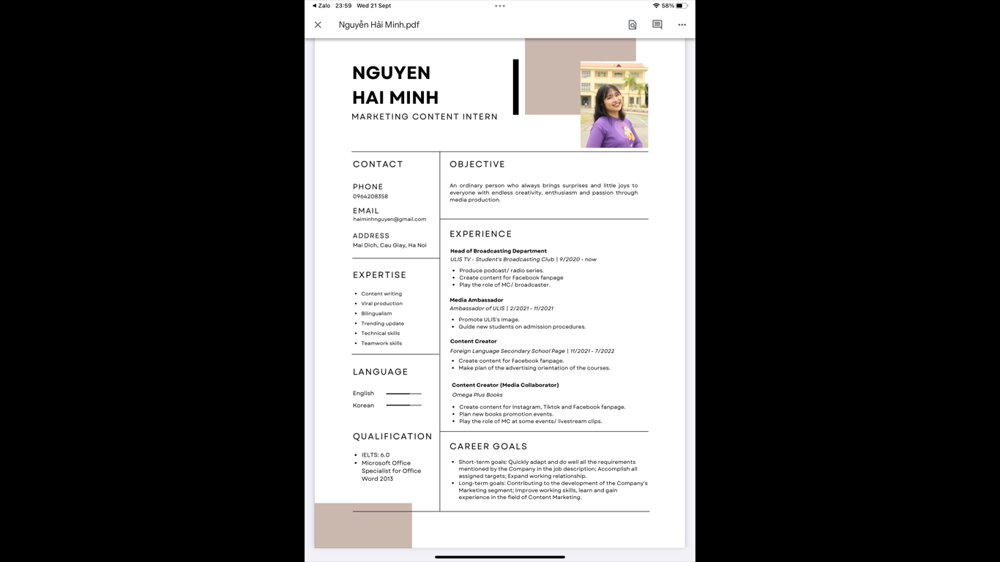 Zalo 23:59 Wed 21 Sept
58%
Nguyễn Hải Minh.pdf
NGUYEN
HAI MINH
MARKETING CONTENT INTERN
CONTACT
PHONE
0964208358
EMAIL
haiminhnguyen@gmail.com
ADDRESS
Mai Dich, Cau Giay, Ha Noi
EXPERTISE
• Content writing
• Viral production
• Bilingualism
• Trending update
• Technical skills
• Teamwork skills
LANGUAGE
English
Korean
QUALIFICATION
• IELTS: 6.0
• Microsoft Office
Specialist for Office
Word 2013
OBJECTIVE
An ordinary person who always brings surprises and little joys to
everyone with endless creativity, enthusiasm and passion through
media production.
EXPERIENCE
Head of Broadcasting Department
ULIS TV - Student's Broadcasting Club | 9/2020 - now
• Produce podcast/ radio series.
• Create content for Facebook fanpage
• Play the role of MC/ broadcaster.
Media Ambassador
Ambassador of ULIS | 2/2021 - 11/2021
• Promote ULIS's image.
• Guide new students on admission procedures.
Content Creator
Foreign Language Secondary School Page | 11/2021 - 7/2022
• Create content for Facebook fanpage.
• Make plan of the advertising orientation of the courses.
Content Creator (Media Collaborator)
Omega Plus Books
• Create content for Instagram, Tiktok and Facebook fanpage.
• Plan new books promotion events.
• Play the role of MC at some events/ livestream clips.
CAREER GOALS
• Short-term goals: Quickly adapt and do well all the requirements
mentioned by the Company in the job description; Accomplish all
assigned targets; Expand working relationship.
• Long-term goals: Contributing to the development of the Company's
Marketing segment; Improve working skills, learn and gain
experience in the field of Content Marketing.